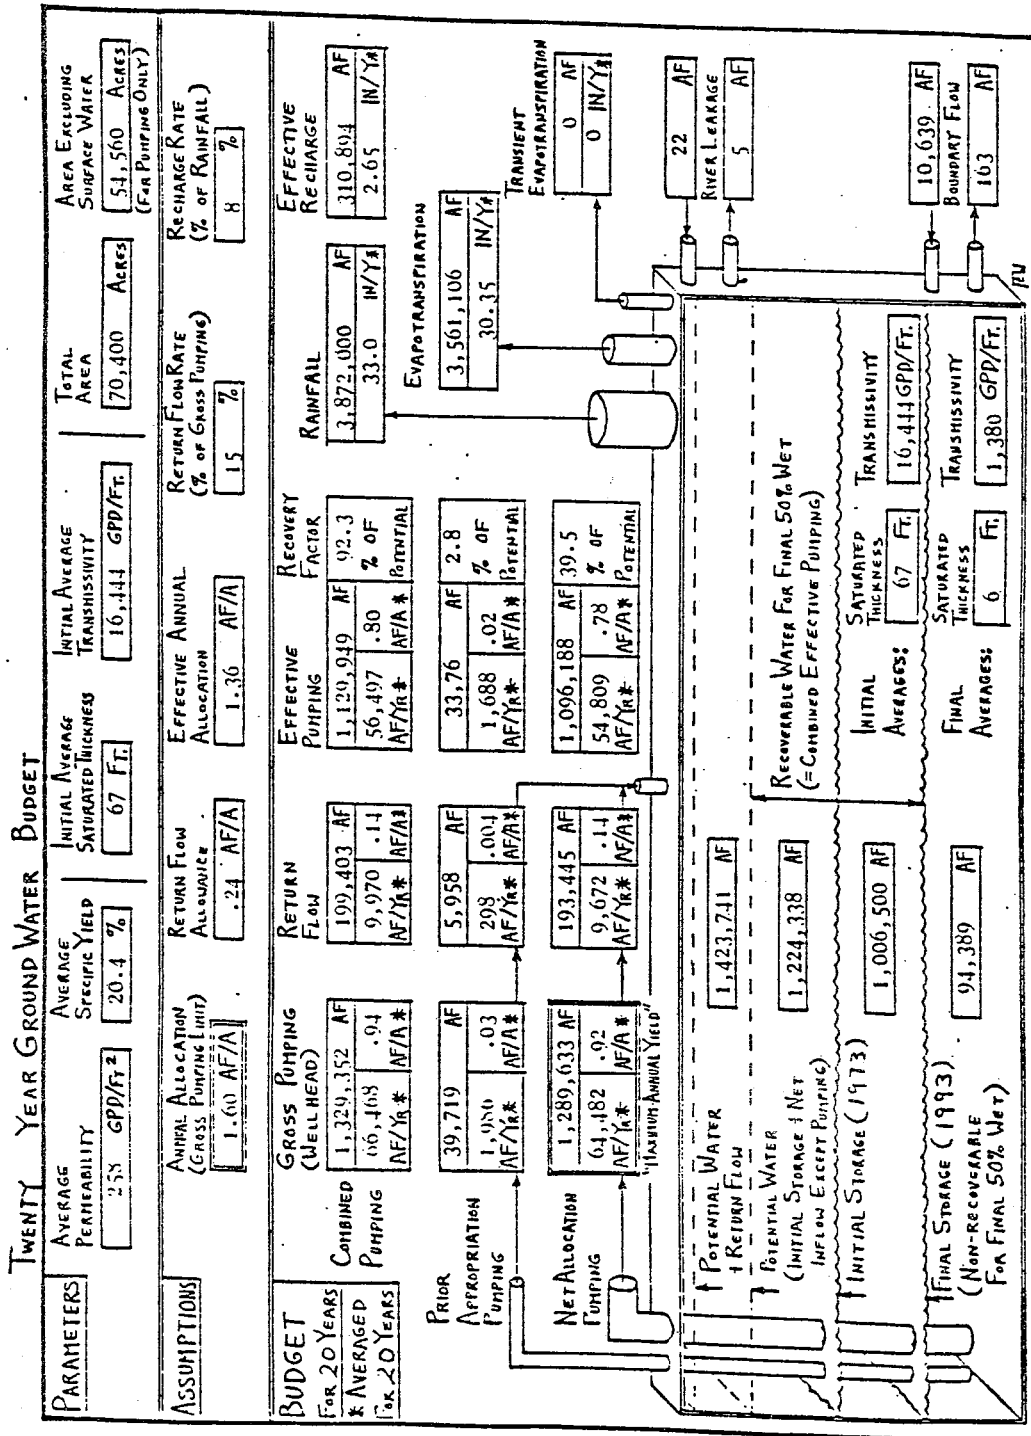 TWENTY YEAR GROUND WATER BUDGET
PARAMETERS
AVERAGE PERMEABILITY
GPD/FT²
AVERAGE SPECIFIC YIELD
20.4 %
INITIAL AVERAGE SATURATED THICKNESS
67 FT.
INTIAL AVERAGE TRANSMISSIVITY
16,444 GPD/FT.
TOTAL AREA
70,400 ACRES
AREA EXCLUDING SURFACE WATER
54,560 ACRES
(FOR PUMPING ONLY)
ASSUMPTIONS
ANNUAL ALLOCATION
(GROSS PUMPING LIMIT)
1.60 AF/A
RETURN FLOW ALLOWANCE
.24 AF/A
EFFECTIVE ANNUAL ALLOCATION
1.36 AF/A
RETURN FLOW RATE
(% OF GROSS PUMPING)
15 %
RECHARGE RATE
(% OF RAINFALL)
8 %
BUDGET
FOR 20 YEARS
* AVERAGED
FOR 20 YEARS
GROSS PUMPING
(WELL HEAD)
RETURN FLOW
EFFECTIVE PUMPING
RECOVERY FACTOR
RAINFALL
EFFECTIVE RECHARGE
COMBINED PUMPING
1,329,352 AF
66,468 AF/YR*
.94 AF/A*
199,403 AF
9,970 AF/YR*
.14 AF/A*
1,129,949 AF
56,497 AF/YR*
.80 AF/A*
92.3 % OF POTENTIAL
3,872,000 AF
33.0 IN/Y*
310,894 AF
2.65 IN/Y*
PRIOR APPROPRIATION PUMPING
39,719 AF
AF/YR*
.03 AF/A*
5,958 AF
298 AF/YR*
.004 AF/A*
33,76 AF
1,688 AF/YR*
.02 AF/A*
2.8 % OF POTENTIAL
EVAPOTRANSPIRATION
3,561,106 AF
30.35 IN/Y*
TRANSIENT EVAPOTRANSPIRATION
0 AF
0 IN/Y*
NET ALLOCATION PUMPING
1,289,633 AF
64,482 AF/YR*
.92 AF/A*
"MAXIMUM ANNUAL YIELD"
193,445 AF
9,672 AF/YR*
.14 AF/A*
1,096,188 AF
54,809 AF/YR*
.78 AF/A*
39.5 % OF POTENTIAL
22 AF
RIVER LEAKAGE
5 AF
POTENTIAL WATER
+ RETURN FLOW
1,423,741 AF
POTENTIAL WATER
(INITIAL STORAGE + NET
INFLOW EXCEPT PUMPING)
1,224,338 AF
RECOVERABLE WATER FOR FINAL 50% WET
(=COMBINED EFFECTIVE PUMPING)
INITIAL STORAGE (1973)
1,006,500 AF
INITIAL AVERAGES:
SATURATED THICKNESS
67 FT.
TRANSMISSIVITY
16,444 GPD/FT.
FINAL STORAGE (1993)
(NON-RECOVERABLE
FOR FINAL 50% WET)
94,389 AF
FINAL AVERAGES:
SATURATED THICKNESS
6 FT.
TRANSMISSIVITY
1,380 GPD/FT.
10,639 AF
BOUNDARY FLOW
163 AF